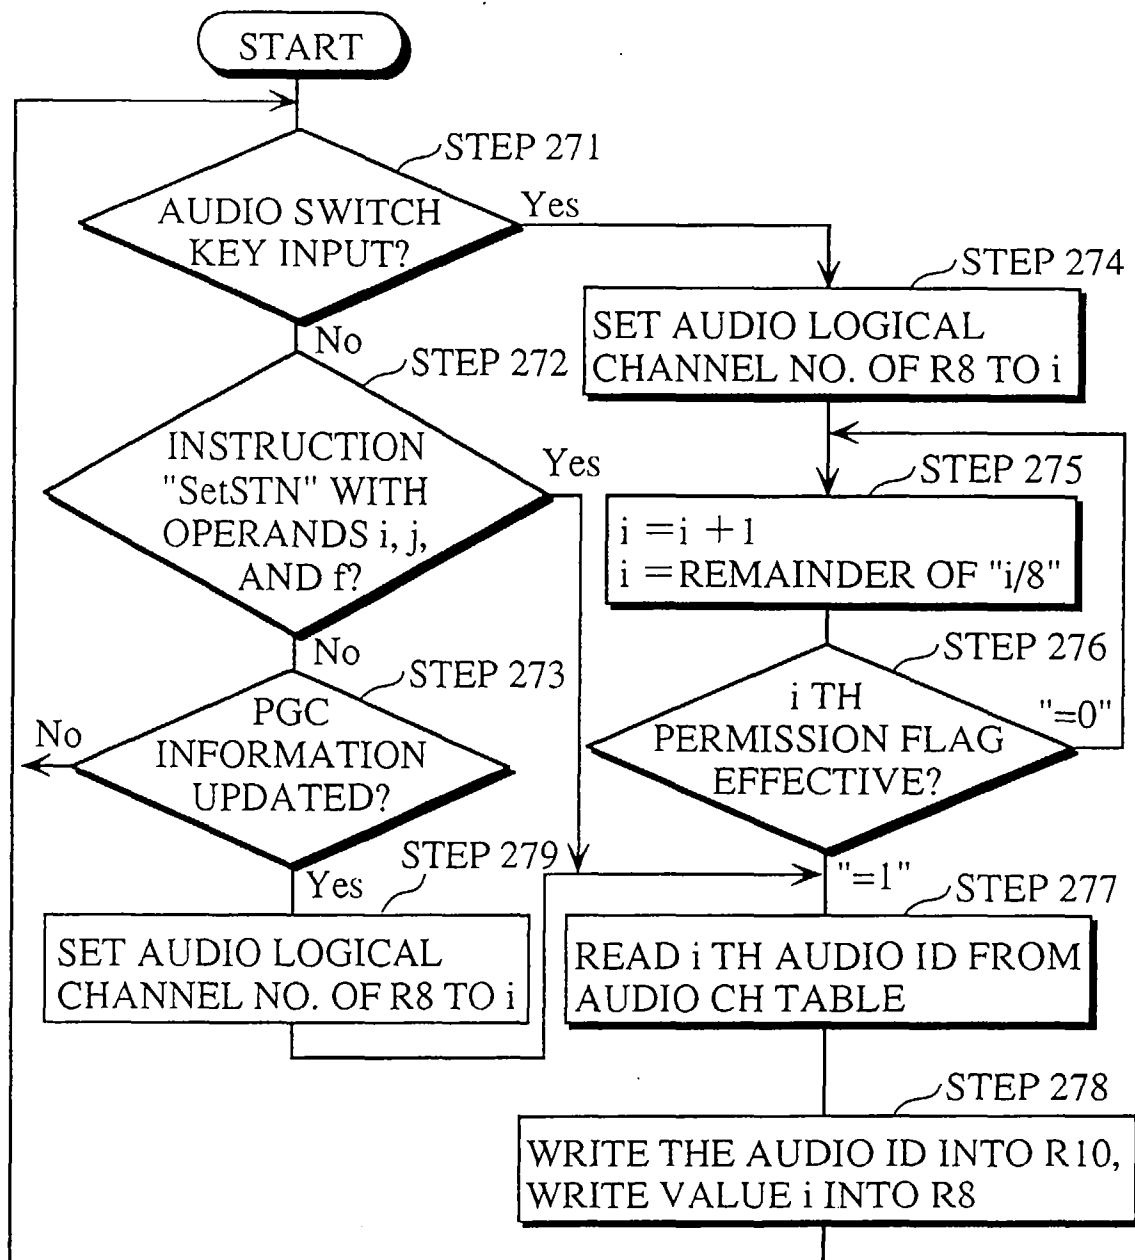 START
STEP 271
AUDIO SWITCH
KEY INPUT?
Yes
No
STEP 274
SET AUDIO LOGICAL
CHANNEL NO. OF R8 TO i
STEP 272
INSTRUCTION
"SetSTN" WITH
OPERANDS i, j,
AND f?
Yes
No
STEP 275
i = i + 1
i = REMAINDER OF "i/8"
STEP 276
i TH
PERMISSION FLAG
EFFECTIVE?
"=0"
"=1"
STEP 273
PGC
INFORMATION
UPDATED?
No
Yes
STEP 279
SET AUDIO LOGICAL
CHANNEL NO. OF R8 TO i
STEP 277
READ i TH AUDIO ID FROM
AUDIO CH TABLE
STEP 278
WRITE THE AUDIO ID INTO R10,
WRITE VALUE i INTO R8